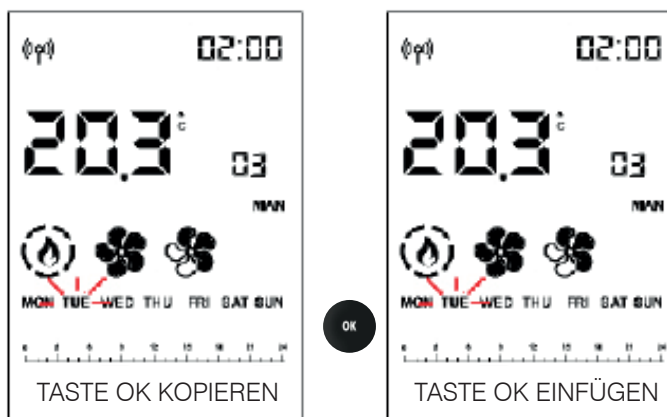 02:00
20.3 °C
03
MAN
MON TUE WED THU FRI SAT SUN
TASTE OK KOPIEREN
OK
02:00
20.3 °C
03
MAN
MON TUE WED THU FRI SAT SUN
TASTE OK EINFÜGEN